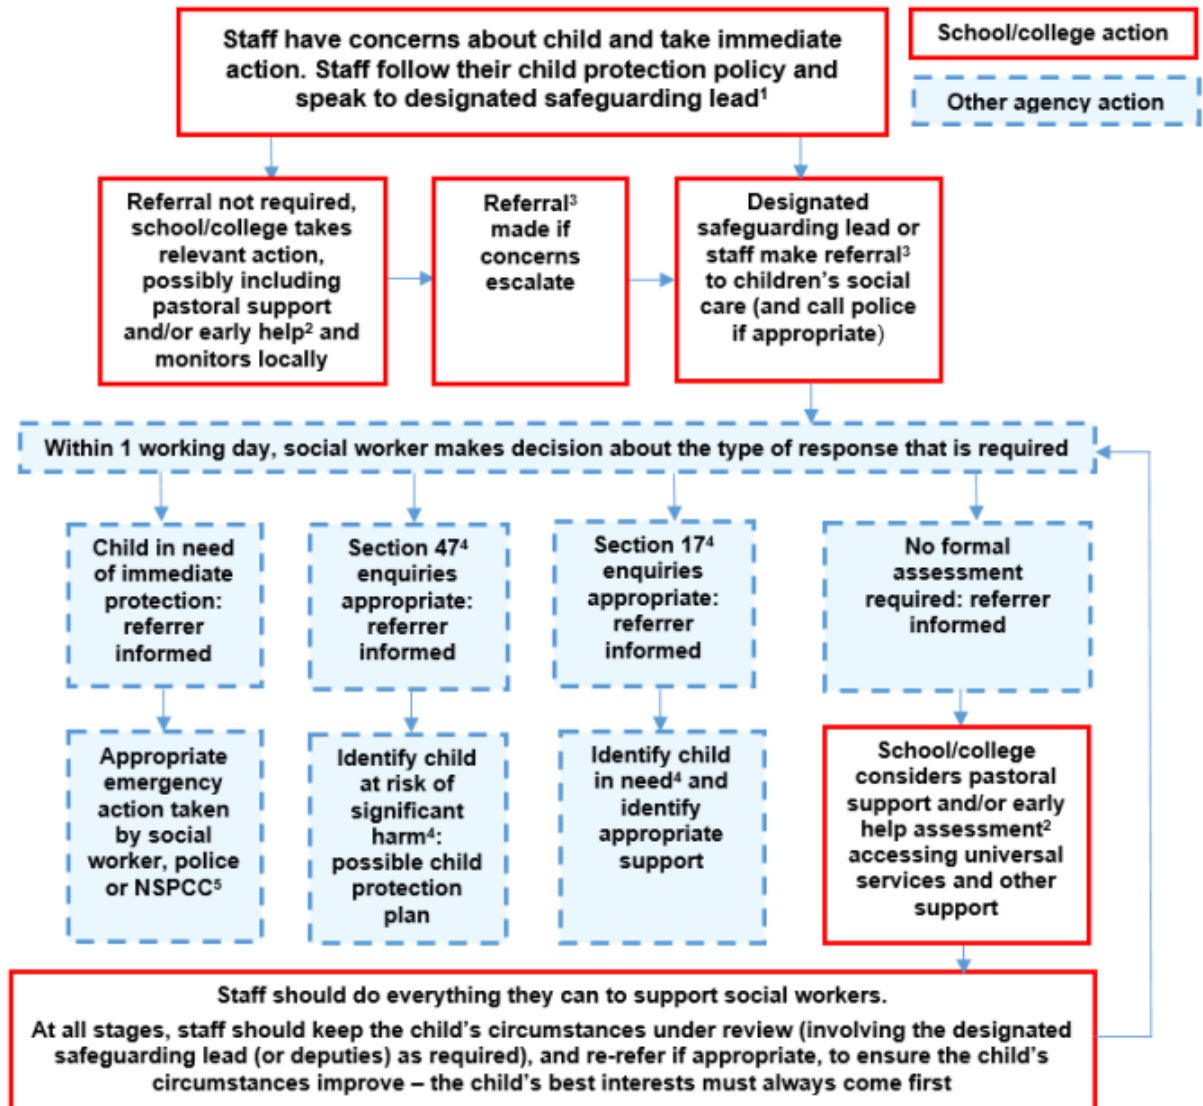 Staff have concerns about child and take immediate
action. Staff follow their child protection policy and
speak to designated safeguarding lead¹
School/college action
Other agency action
Referral not required,
school/college takes
relevant action,
possibly including
pastoral support
and/or early help² and
monitors locally
Referral³
made if
concerns
escalate
Designated
safeguarding lead or
staff make referral³
to children’s social
care (and call police
if appropriate)
Within 1 working day, social worker makes decision about the type of response that is required
Child in need
of immediate
protection:
referrer
informed
Section 47⁴
enquiries
appropriate:
referrer
informed
Section 17⁴
enquiries
appropriate:
referrer
informed
No formal
assessment
required: referrer
informed
Appropriate
emergency
action taken
by social
worker, police
or NSPCC⁵
Identify child
at risk of
significant
harm⁴:
possible child
protection
plan
Identify child
in need⁴ and
identify
appropriate
support
School/college
considers pastoral
support and/or early
help assessment²
accessing universal
services and other
support
Staff should do everything they can to support social workers.
At all stages, staff should keep the child’s circumstances under review (involving the designated
safeguarding lead (or deputies) as required), and re-refer if appropriate, to ensure the child’s
circumstances improve – the child’s best interests must always come first